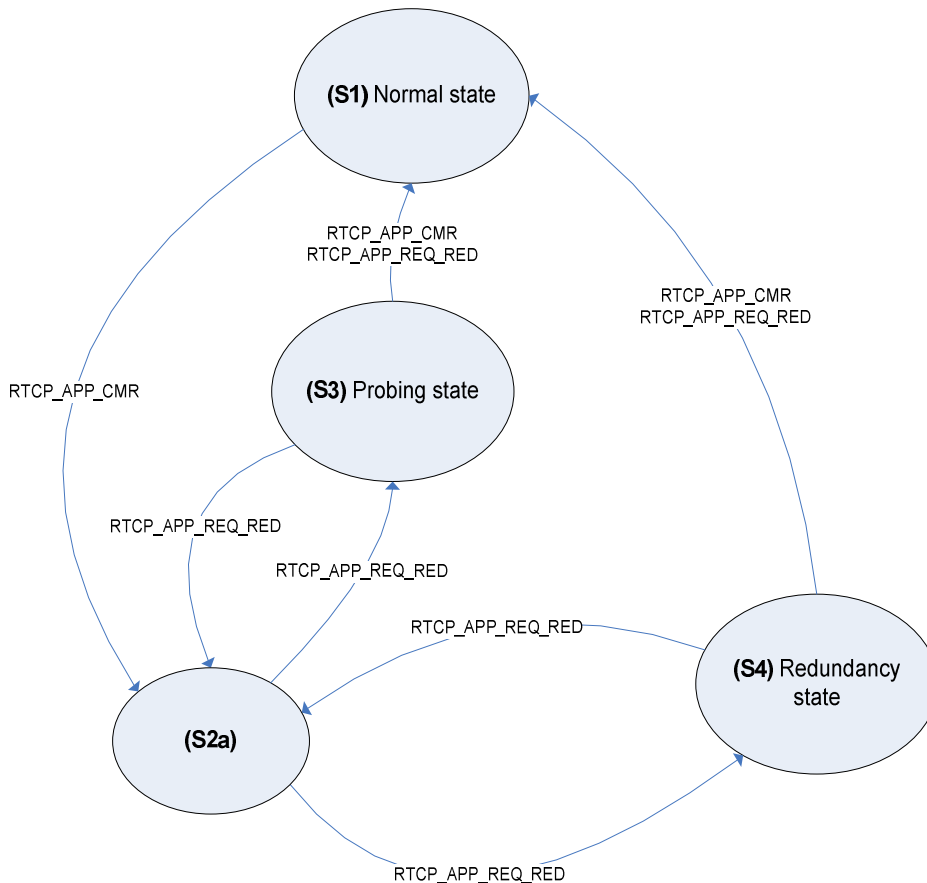 (S1) Normal state
RTCP_APP_CMR
RTCP_APP_REQ_RED
RTCP_APP_CMR
RTCP_APP_REQ_RED
RTCP_APP_CMR
(S3) Probing state
RTCP_APP_REQ_RED
RTCP_APP_REQ_RED
RTCP_APP_REQ_RED
(S4) Redundancy
state
(S2a)
RTCP_APP_REQ_RED